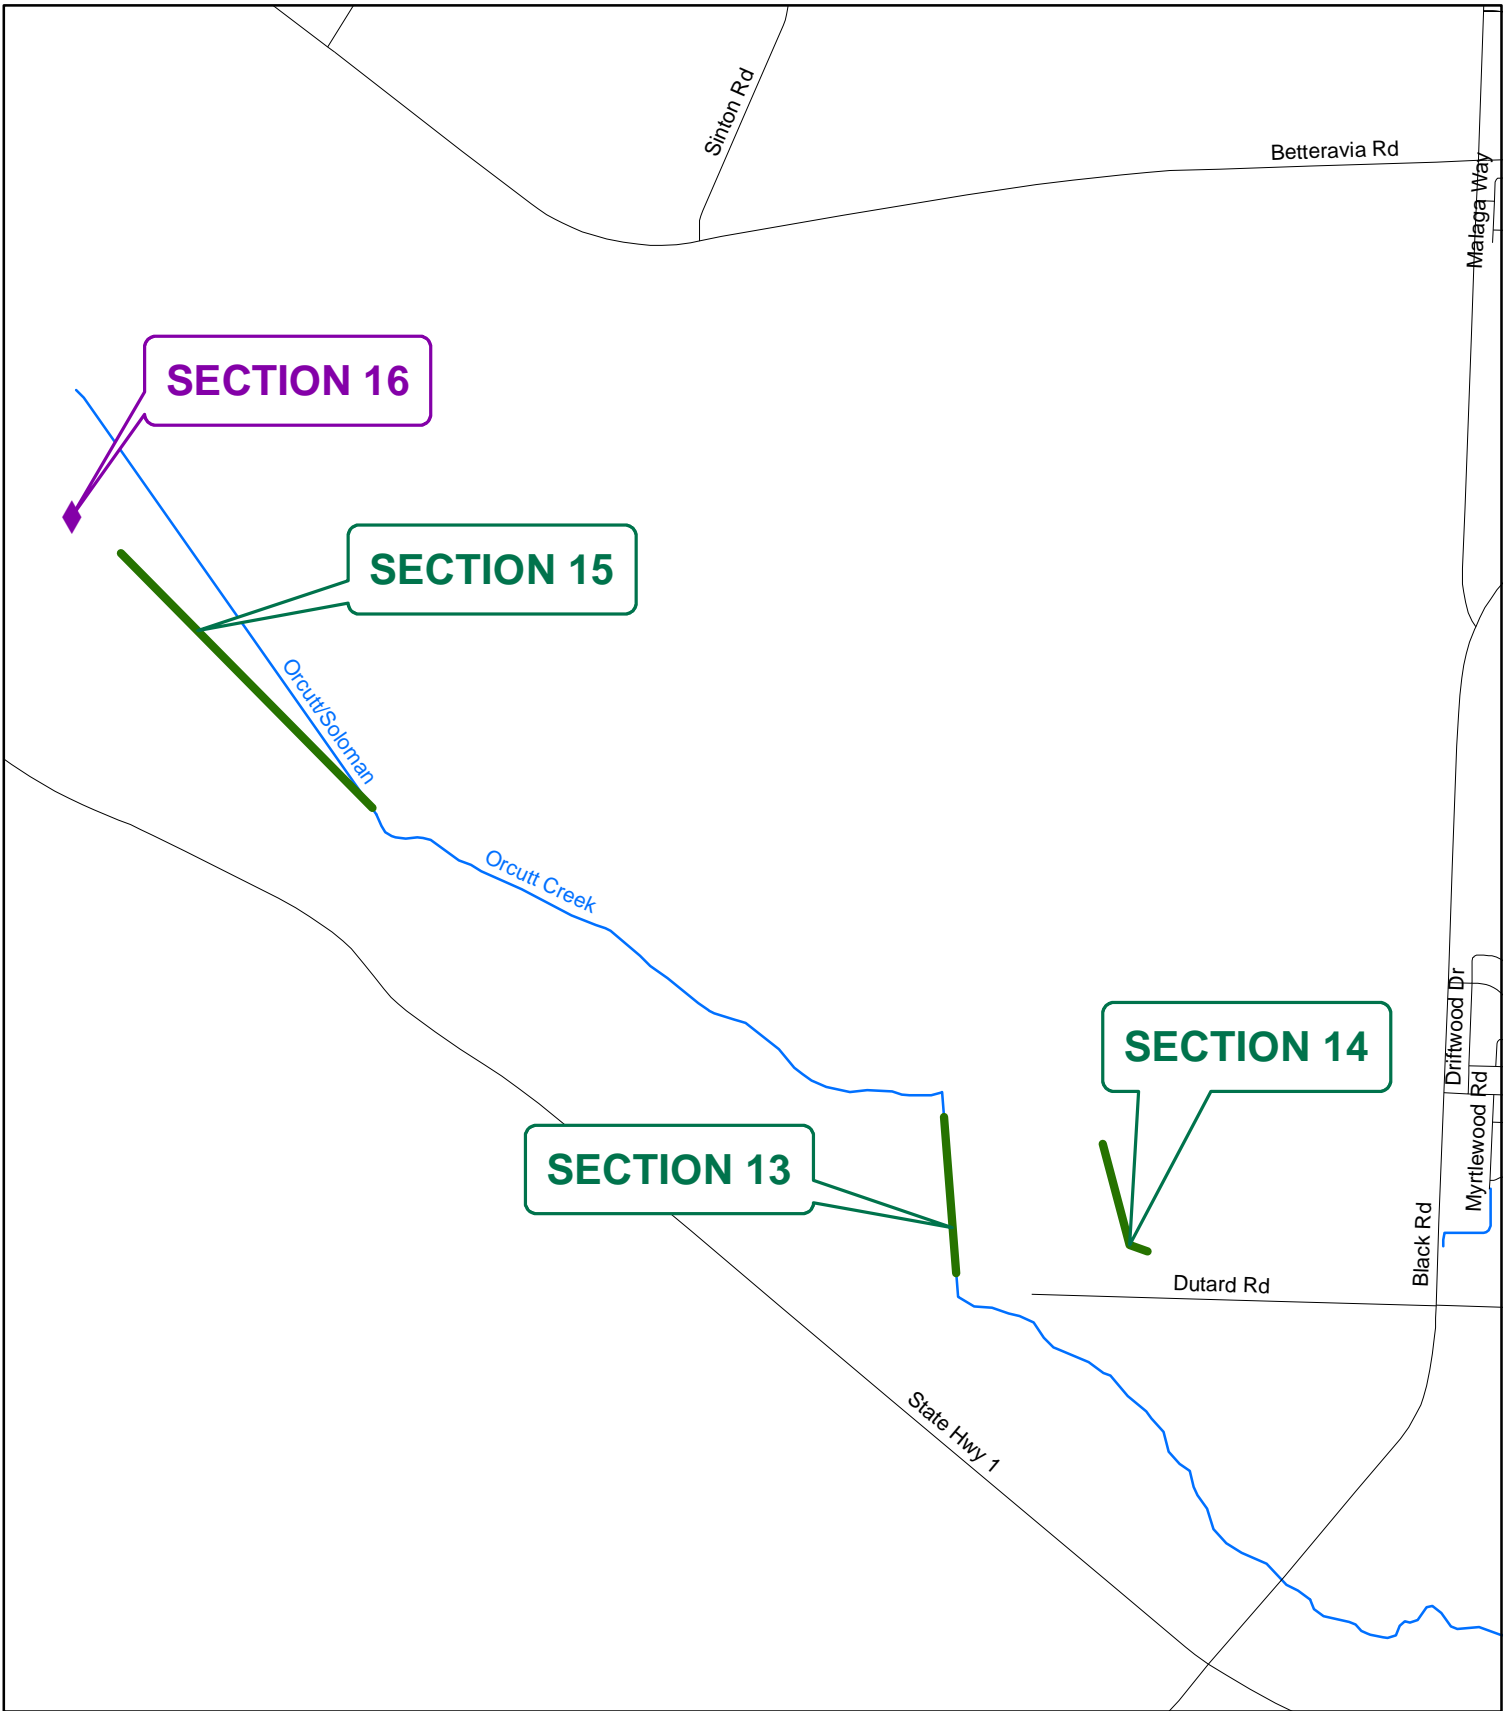 Sinton Rd
Betteravia Rd
Malaga Way
SECTION 16
SECTION 15
Orcutt/Soloman
Orcutt Creek
Driftwood Dr
SECTION 14
Myrtlewood Rd
SECTION 13
Black Rd
Dutard Rd
State Hwy 1